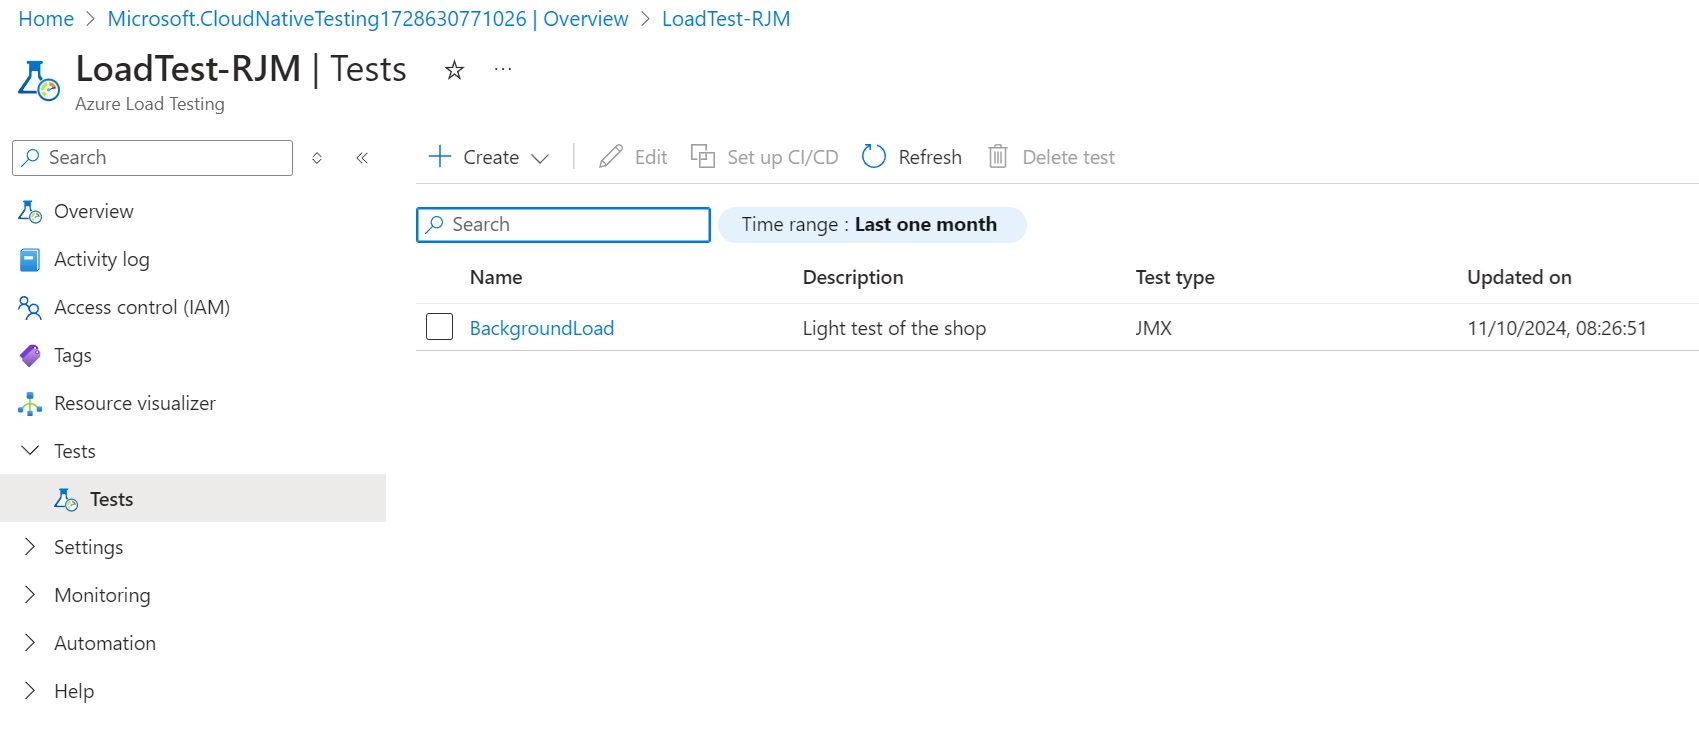 Home > Microsoft.CloudNativeTesting1728630771026 | Overview > LoadTest-RJM
LoadTest-RJM | Tests ...
Azure Load Testing
Search
Create Edit Set up CI/CD Refresh Delete test
Search Time range : Last one month
Name Description Test type Updated on
BackgroundLoad Light test of the shop JMX 11/10/2024, 08:26:51
Overview
Activity log
Access control (IAM)
Tags
Resource visualizer
Tests
Tests
Settings
Monitoring
Automation
Help